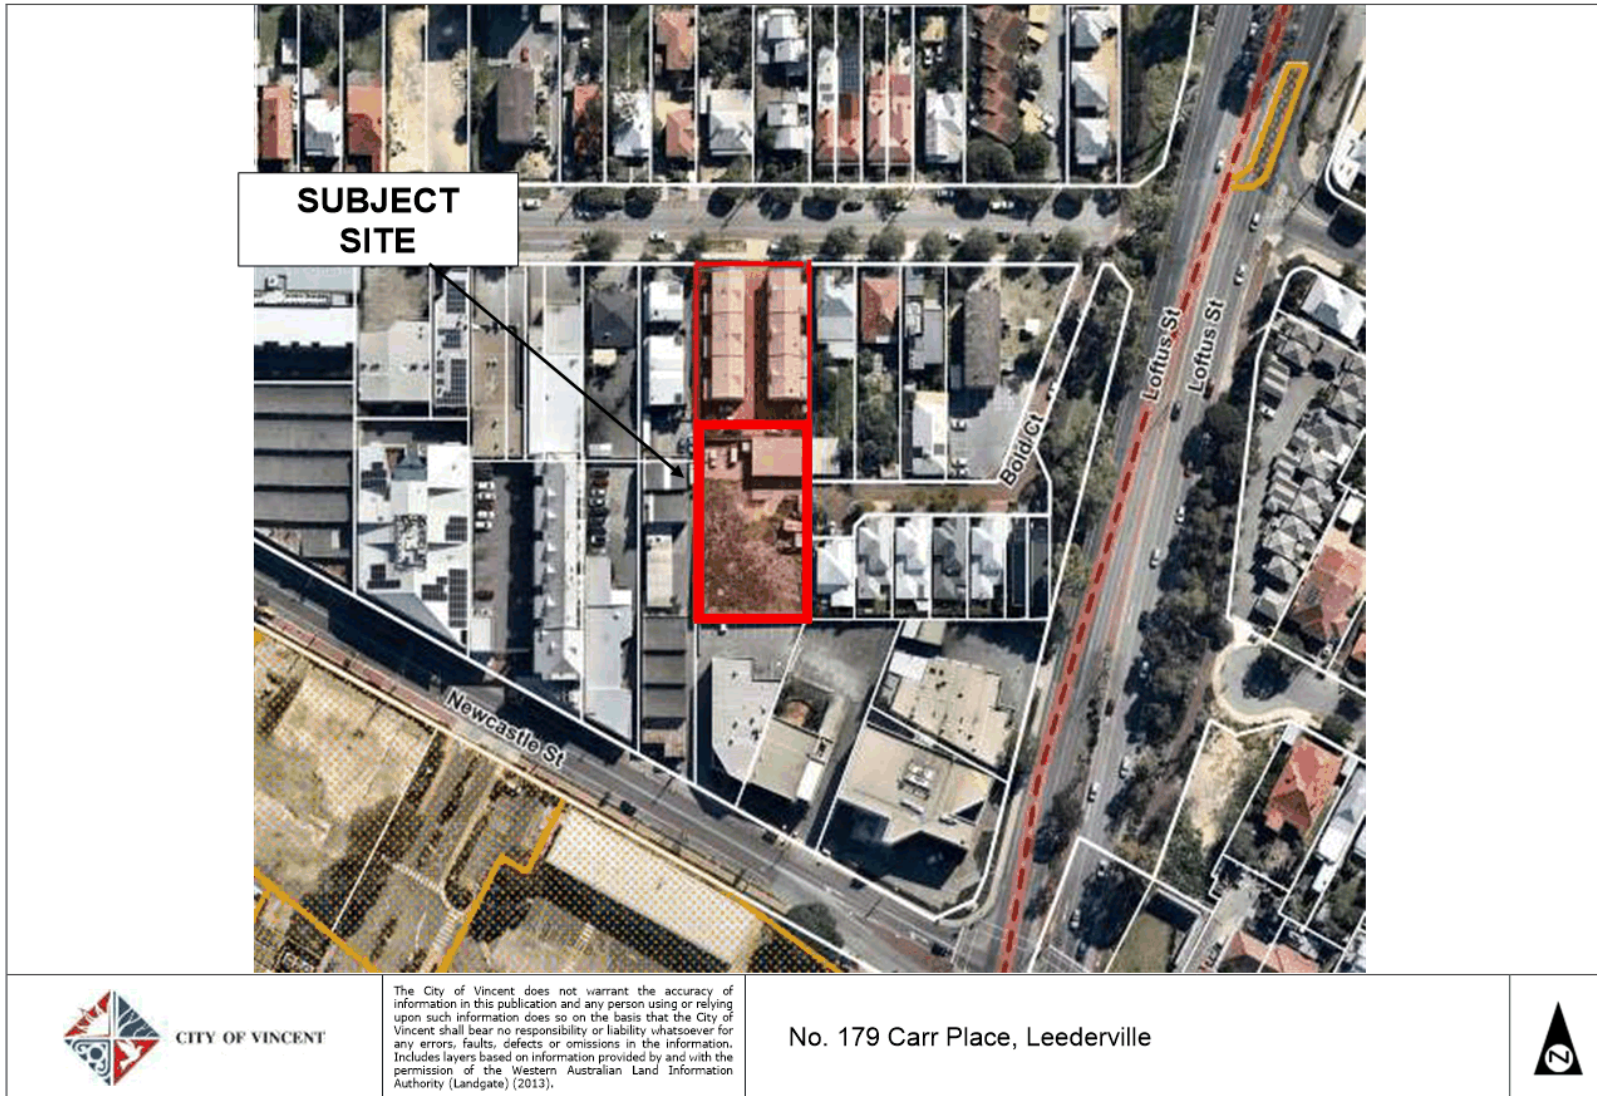 SUBJECT
SITE
Loftus St
Loftus St
Bold Ct
Newcastle St
CITY OF VINCENT
The City of Vincent does not warrant the accuracy of
information in this publication and any person using or relying
upon such information does so on the basis that the City of
Vincent shall bear no responsibility or liability whatsoever for
any errors, faults, defects or omissions in the information.
Includes layers based on information provided by and with the
permission of the Western Australian Land Information
Authority (Landgate) (2013).
No. 179 Carr Place, Leederville
N